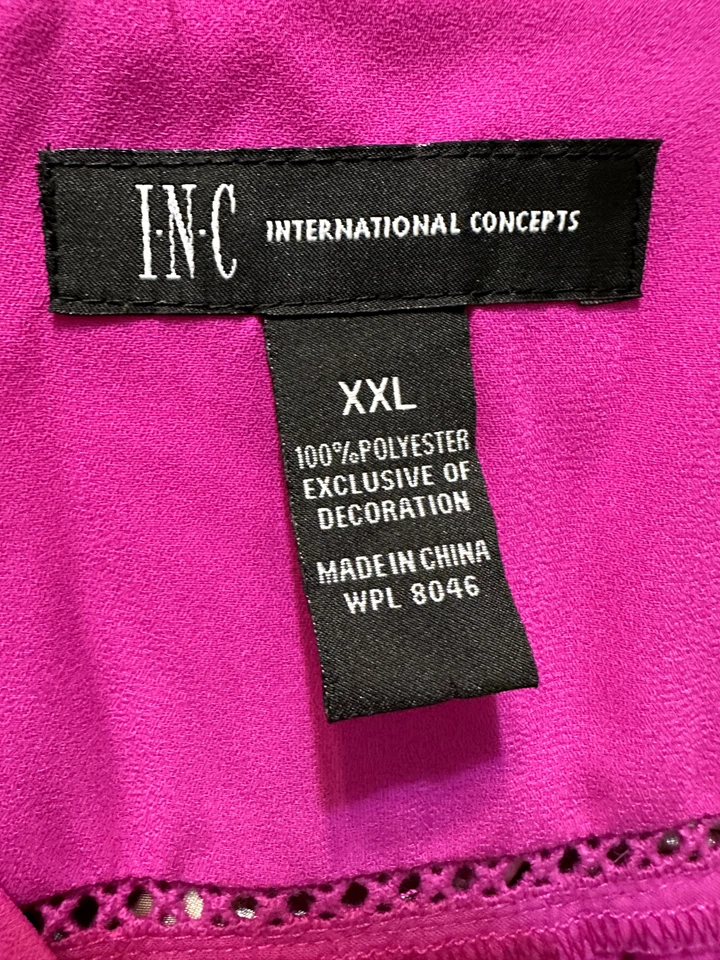 I·N·C INTERNATIONAL CONCEPTS
XXL
100%POLYESTER
EXCLUSIVE OF
DECORATION
MADE IN CHINA
WPL 8046